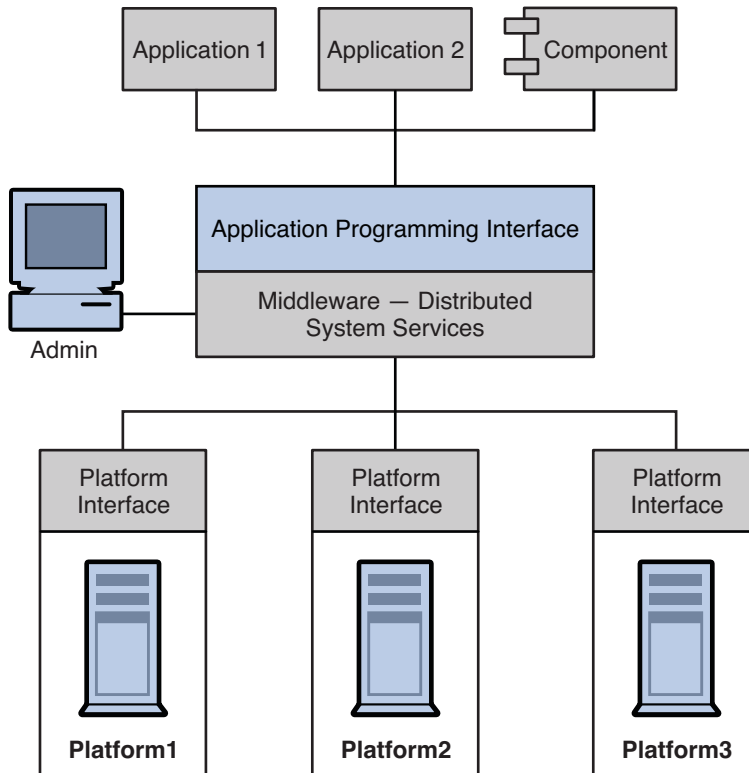 Application 1
Application 2
Component
Application Programming Interface
Middleware — Distributed
System Services
Admin
Platform
Interface
Platform
Interface
Platform
Interface
Platform1
Platform2
Platform3